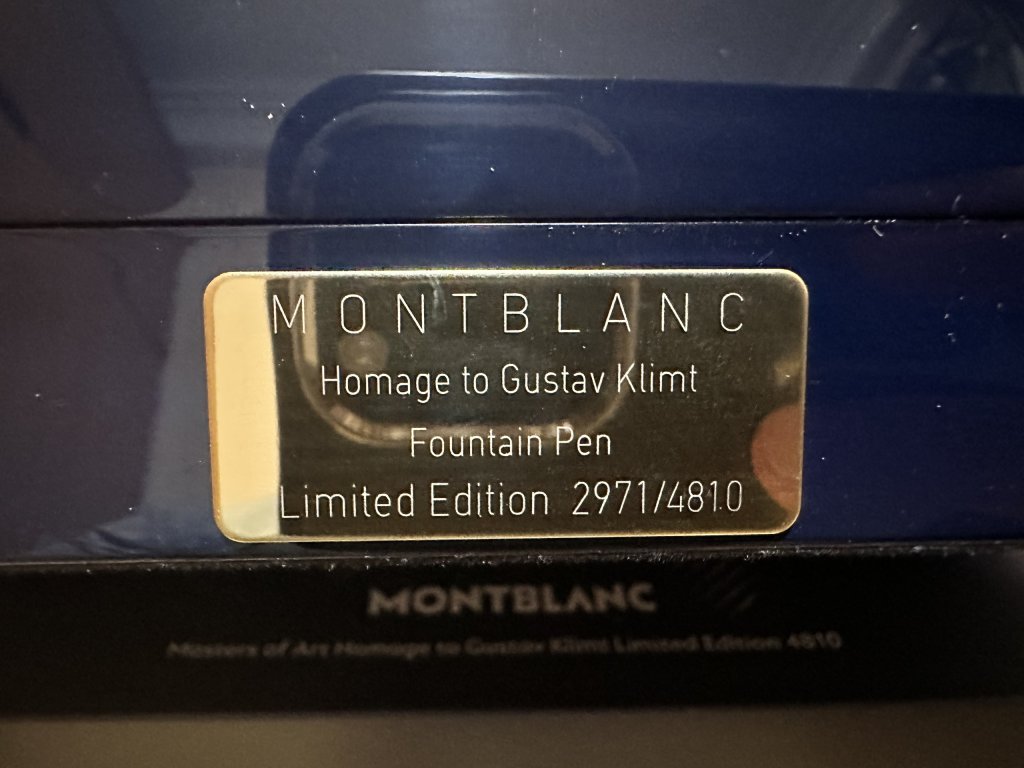 MONTBLANC
Homage to Gustav Klimt
Fountain Pen
Limited Edition 2971/4810
MONTBLANC
Masters of Art Homage to Gustav Klimt Limited Edition 4810